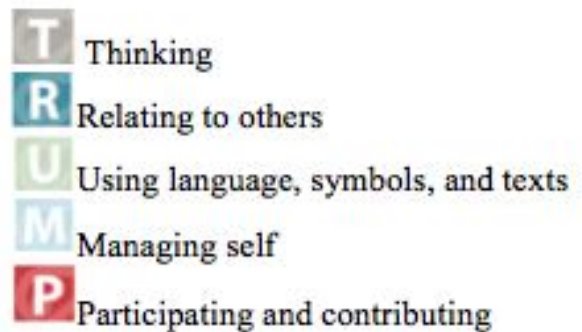 T Thinking
R Relating to others
U Using language, symbols, and texts
M Managing self
P Participating and contributing